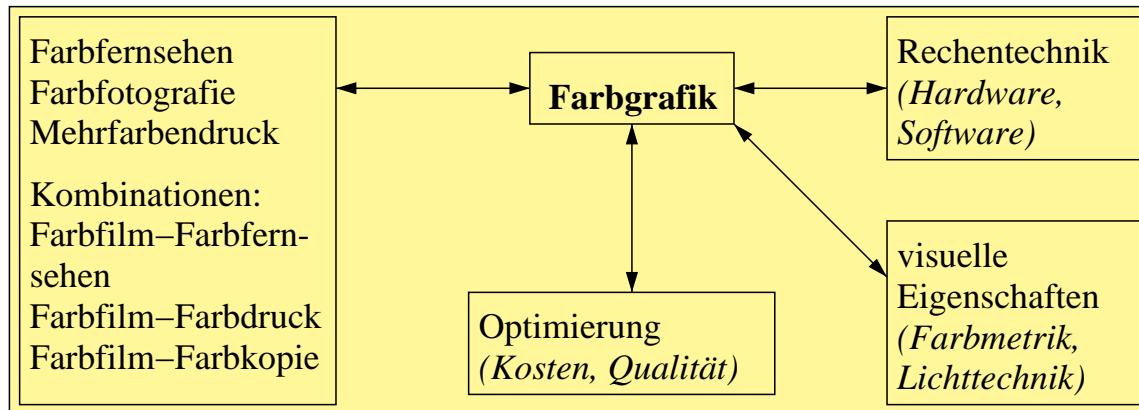 Farbfernsehen
Farbfotografie
Mehrfarbendruck
Kombinationen:
Farbfilm–Farbfern-
sehen
Farbfilm–Farbdruck
Farbfilm–Farbkopie
Farbgrafik
Optimierung
(Kosten, Qualität)
Rechentechnik
(Hardware,
Software)
visuelle
Eigenschaften
(Farbmetrik,
Lichttechnik)